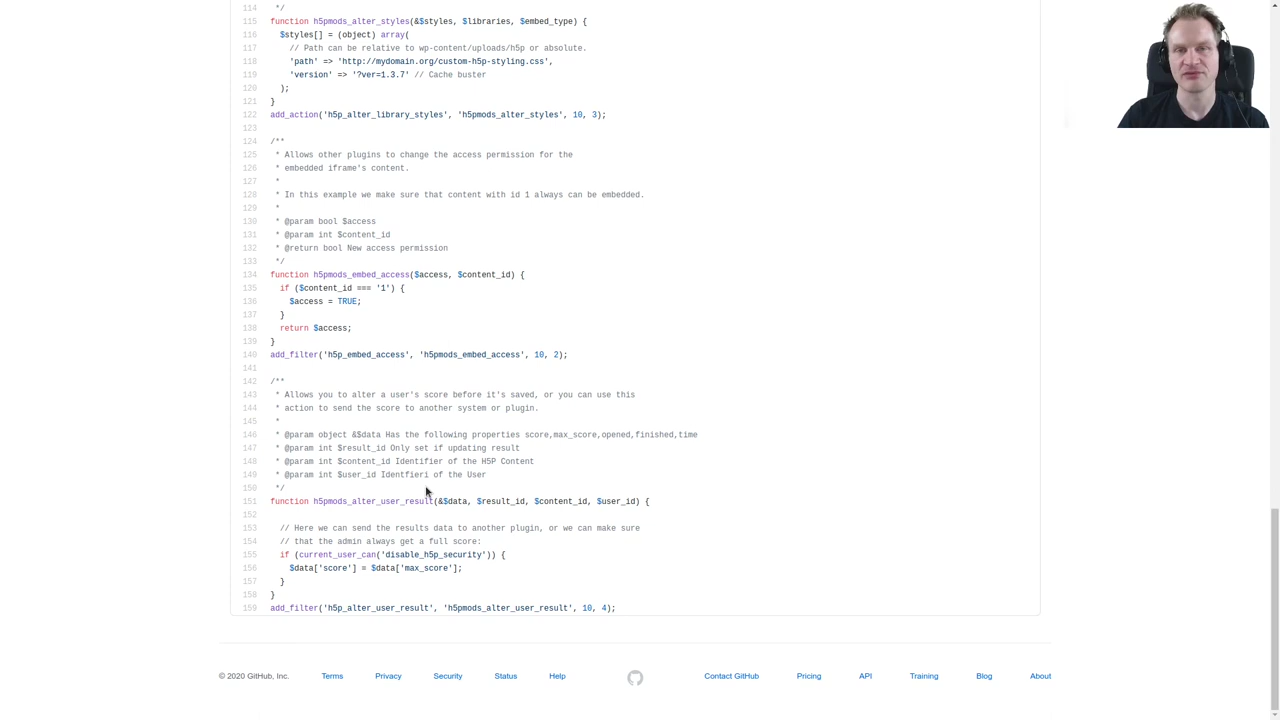 114 */
115 function h5pmods_alter_styles(&$styles, $libraries, $embed_type) {
116 $styles[] = (object) array(
117 // Path can be relative to wp-content/uploads/h5p or absolute.
118 'path' => 'http://mydomain.org/custom-h5p-styling.css',
119 'version' => '?ver=1.3.7' // Cache buster
120 );
121 }
122 add_action('h5p_alter_library_styles', 'h5pmods_alter_styles', 10, 3);
123
124 /**
125 * Allows other plugins to change the access permission for the
126 * embedded iframe's content.
127 *
128 * In this example we make sure that content with id 1 always can be embedded.
129 *
130 * @param bool $access
131 * @param int $content_id
132 * @return bool New access permission
133 */
134 function h5pmods_embed_access($access, $content_id) {
135 if ($content_id === '1') {
136 $access = TRUE;
137 }
138 return $access;
139 }
140 add_filter('h5p_embed_access', 'h5pmods_embed_access', 10, 2);
141
142 /**
143 * Allows you to alter a user's score before it's saved, or you can use this
144 * action to send the score to another system or plugin.
145 *
146 * @param object &$data Has the following properties score,max_score,opened,finished,time
147 * @param int $result_id Only set if updating result
148 * @param int $content_id Identifier of the H5P Content
149 * @param int $user_id Identfieri of the User
150 */
151 function h5pmods_alter_user_result(&$data, $result_id, $content_id, $user_id) {
152
153 // Here we can send the results data to another plugin, or we can make sure
154 // that the admin always get a full score:
155 if (current_user_can('disable_h5p_security')) {
156 $data['score'] = $data['max_score'];
157 }
158 }
159 add_filter('h5p_alter_user_result', 'h5pmods_alter_user_result', 10, 4);
© 2020 GitHub, Inc. Terms Privacy Security Status Help Contact GitHub Pricing API Training Blog About